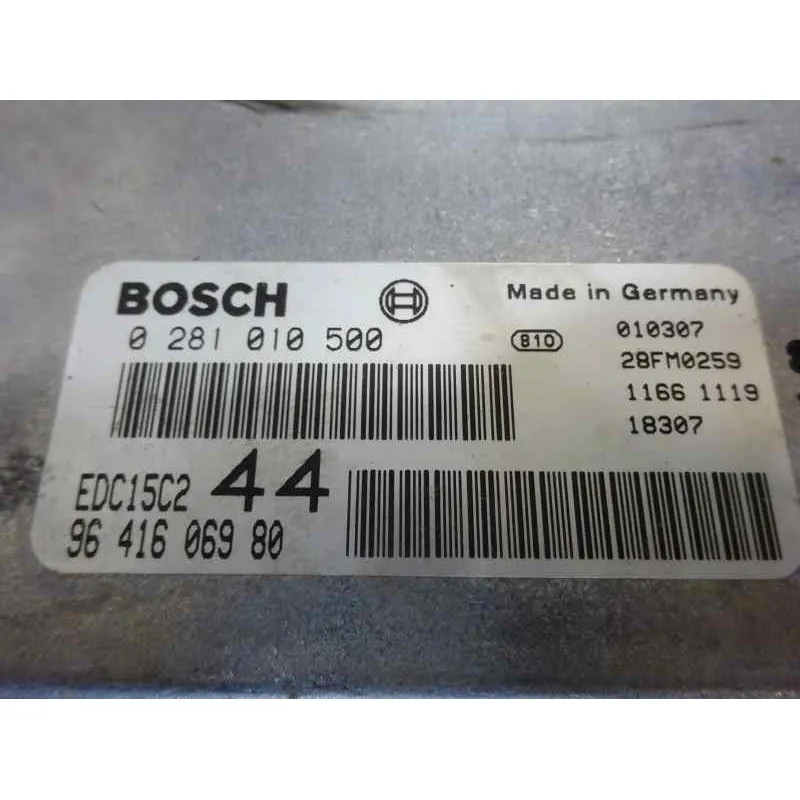 BOSCH
Made in Germany
0 281 010 500
810
010307
28FM0259
1166 1119
18307
EDC15C2 44
96 416 069 80